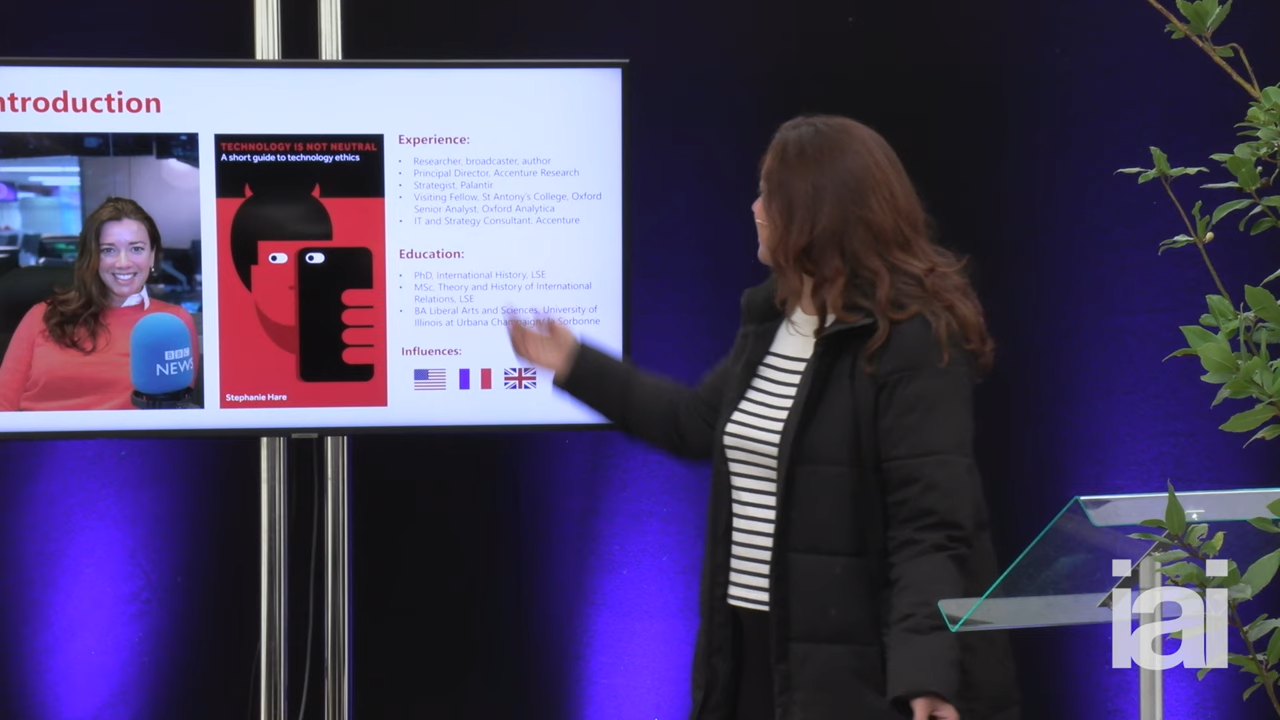 ntroduction
BBC
NEWS
TECHNOLOGY IS NOT NEUTRAL
A short guide to technology ethics
Stephanie Hare
Experience:
• Researcher, broadcaster, author
• Principal Director, Accenture Research
• Strategist, Palantir
• Visiting Fellow, St Antony's College, Oxford
Senior Analyst, Oxford Analytica
• IT and Strategy Consultant, Accenture
Education:
• PhD, International History, LSE
• MSc, Theory and History of International
Relations, LSE
• BA Liberal Arts and Sciences, University of
Illinois at Urbana Sorbonne
Influences:
iai